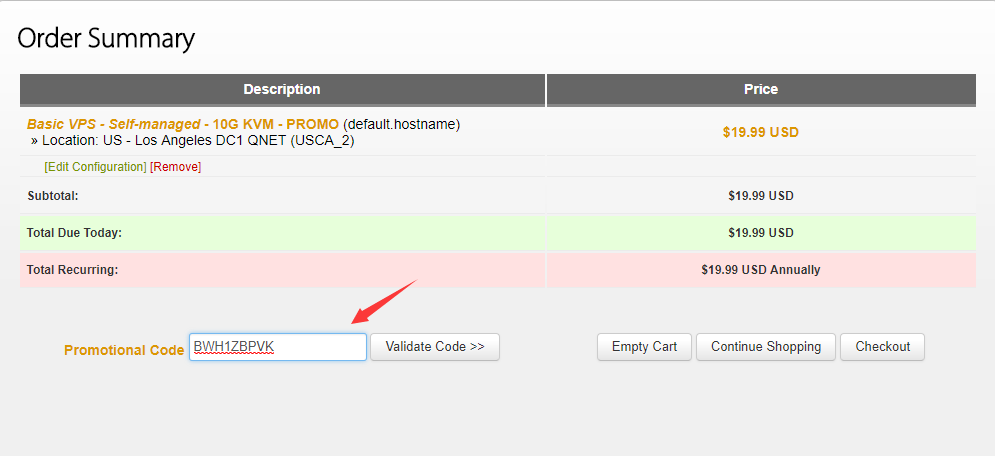 Order Summary
Description Price
Basic VPS - Self-managed - 10G KVM - PROMO (default.hostname) $19.99 USD
» Location: US - Los Angeles DC1 QNET (USCA_2)
[Edit Configuration] [Remove]
Subtotal: $19.99 USD
Total Due Today: $19.99 USD
Total Recurring: $19.99 USD Annually
Promotional Code BWH1ZBPVK Validate Code >> Empty Cart Continue Shopping Checkout